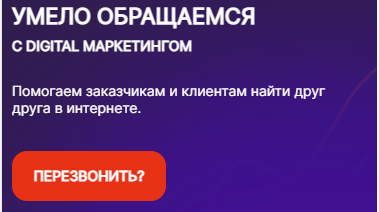 УМЕЛО ОБРАЩАЕМСЯ
С DIGITAL МАРКЕТИНГОМ
Помогаем заказчикам и клиентам найти друг
друга в интернете.
ПЕРЕЗВОНИТЬ?